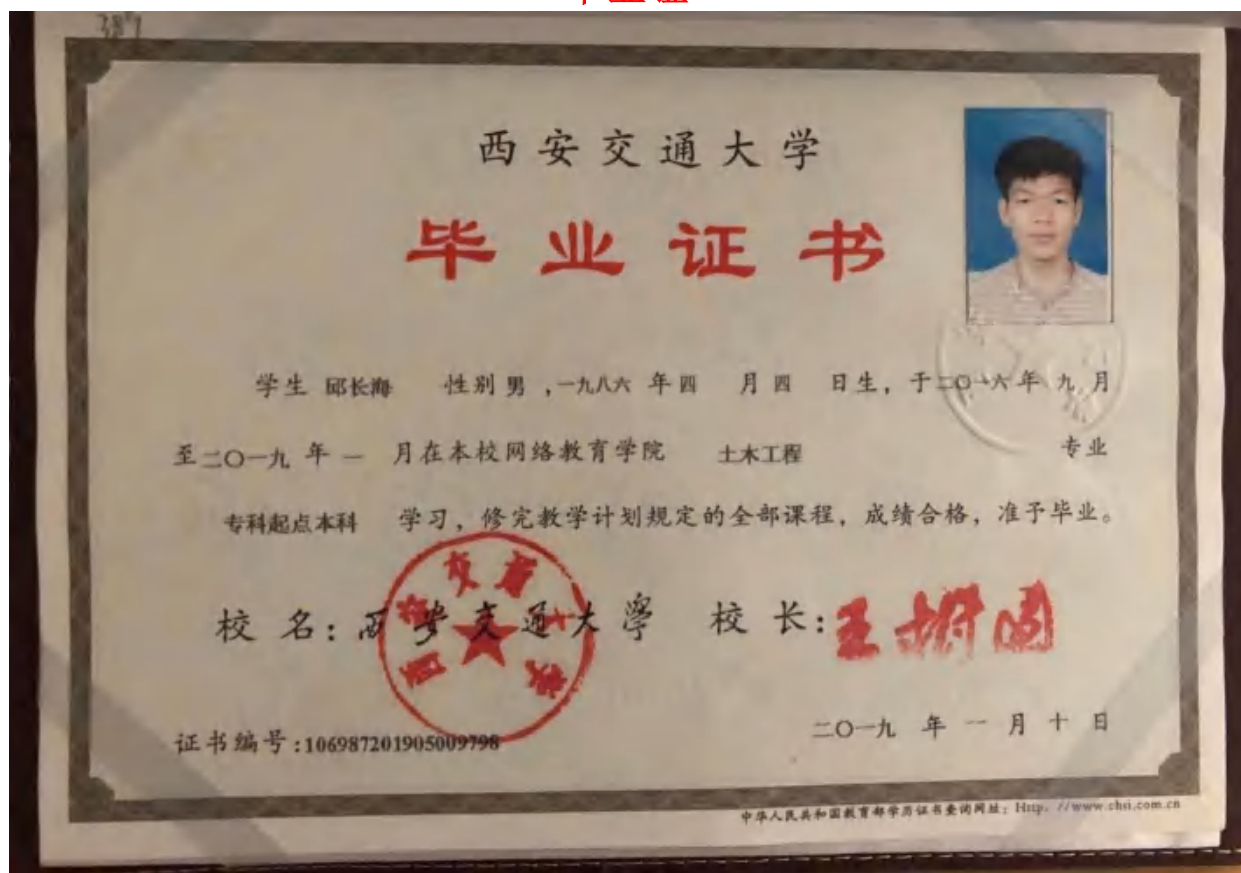 西安交通大学
毕业证书
学生 邱长海 性别 男 ,一九八六 年 四 月 四 日生, 于二〇一六年 九 月
至二〇一九 年 一 月在本校网络教育学院 土木工程 专业
专科起点本科 学习, 修完教学计划规定的全部课程, 成绩合格, 准予毕业。
校 名: 西安交通大學 校 长: 王树国
西安交通大学
证书编号:106987201905009798
二〇一九 年 一 月 十 日
中华人民共和国教育部学历证书查询网址: Http: //www.chsi.com.cn